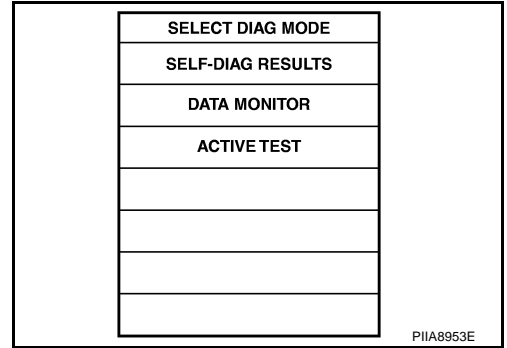 SELECT DIAG MODE
SELF-DIAG RESULTS
DATA MONITOR
ACTIVE TEST
PIIA8953E